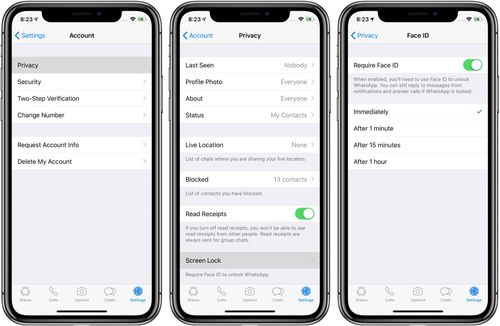 8:23
Settings
Account
Privacy
Security
Two-Step Verification
Change Number
Request Account Info
Delete My Account
Status
Calls
Camera
Chats
Settings
8:23
Account
Privacy
Last Seen
Nobody
Profile Photo
Everyone
About
Everyone
Status
My Contacts
Live Location
None
List of chats where you are sharing your live location.
Blocked
13 contacts
List of contacts you have blocked.
Read Receipts
If you turn off read receipts, you won't be able to see
read receipts from other people. Read receipts are
always sent for group chats.
Screen Lock
Require Face ID to unlock WhatsApp.
Status
Calls
Camera
Chats
Settings
8:23
Privacy
Face ID
Require Face ID
When enabled, you'll need to use Face ID to unlock
WhatsApp. You can still reply to messages from
notifications and answer calls if WhatsApp is locked.
Immediately
After 1 minute
After 15 minutes
After 1 hour
Status
Calls
Camera
Chats
Settings